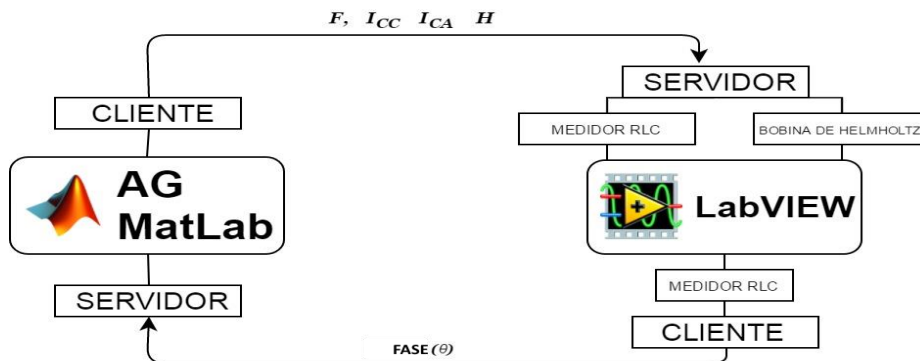 F, I_CC I_CA H
CLIENTE
SERVIDOR
MEDIDOR RLC
BOBINA DE HELMHOLTZ
AG
MatLab
LabVIEW
SERVIDOR
MEDIDOR RLC
CLIENTE
FASE(θ)